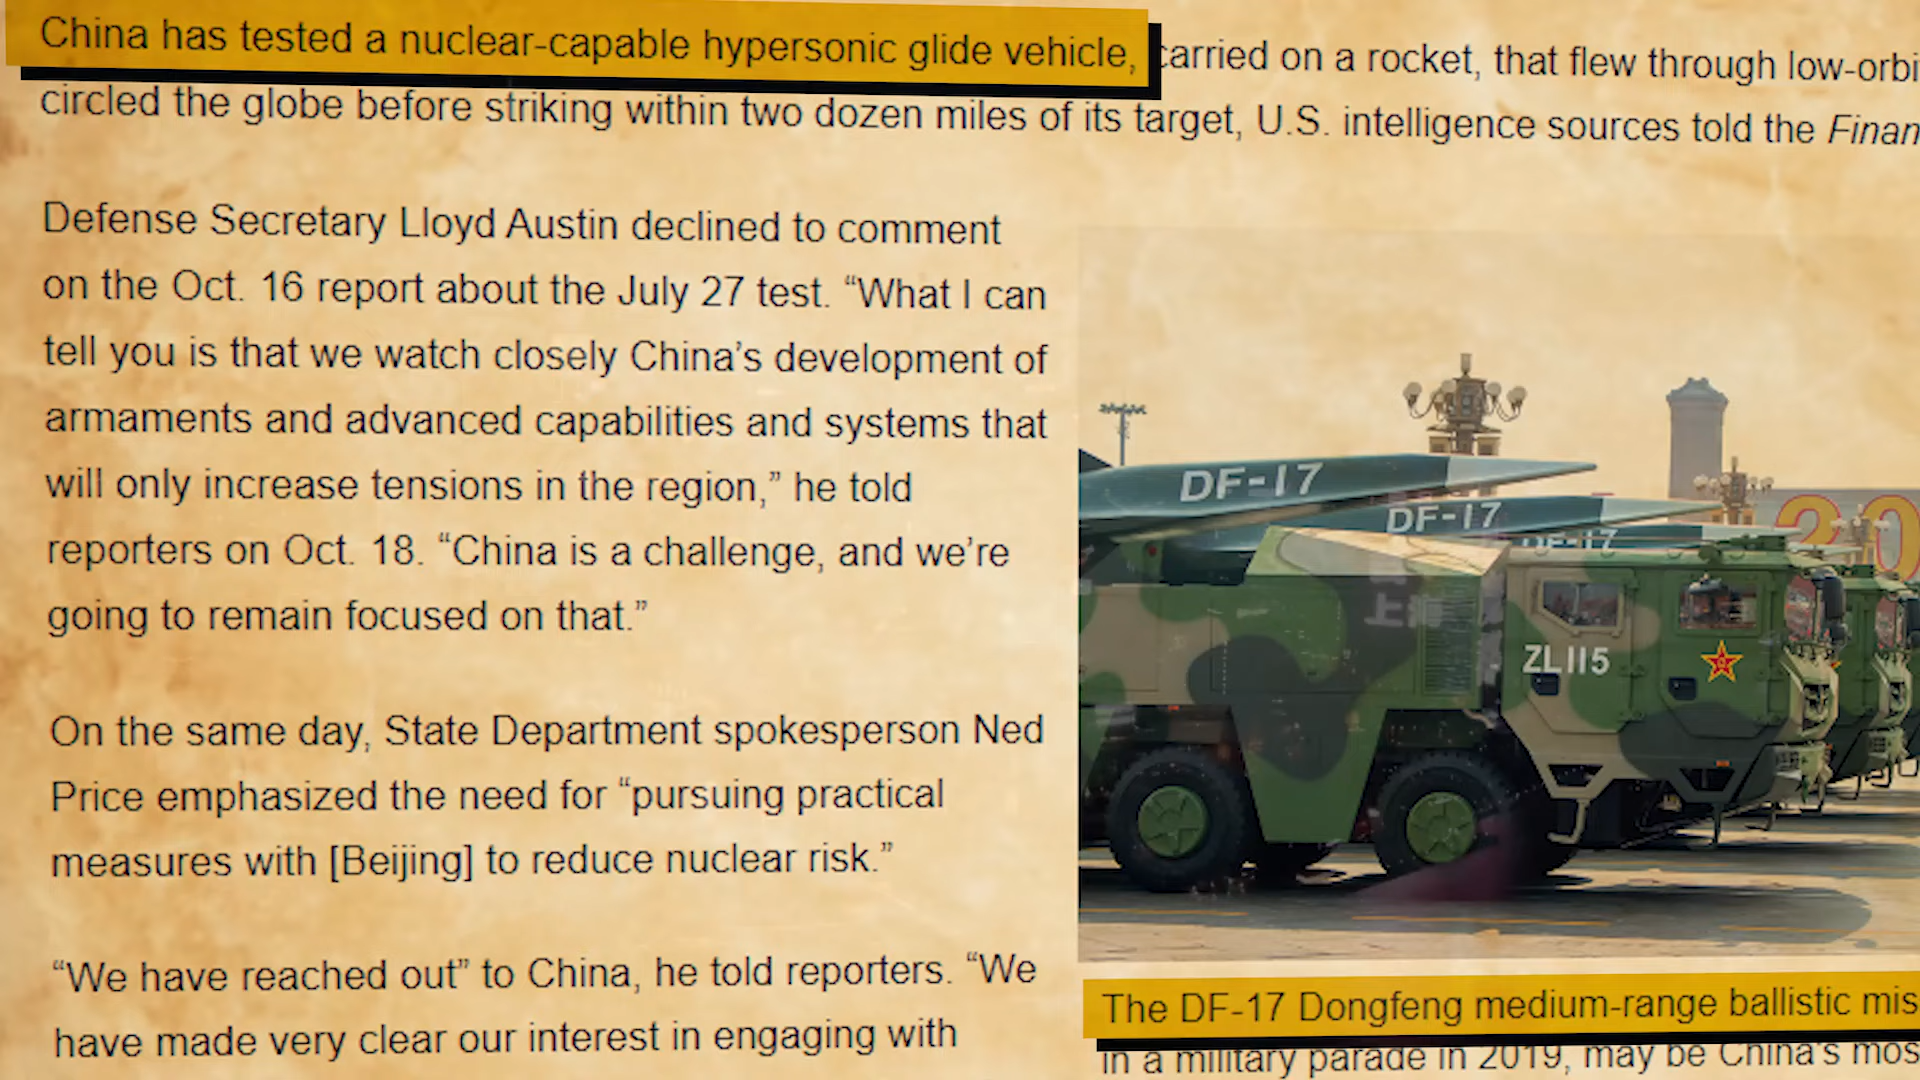 China has tested a nuclear-capable hypersonic glide vehicle, carried on a rocket, that flew through low-orbi
circled the globe before striking within two dozen miles of its target, U.S. intelligence sources told the Finan
Defense Secretary Lloyd Austin declined to comment
on the Oct. 16 report about the July 27 test. “What I can
tell you is that we watch closely China’s development of
armaments and advanced capabilities and systems that
will only increase tensions in the region,” he told
reporters on Oct. 18. “China is a challenge, and we’re
going to remain focused on that.”
On the same day, State Department spokesperson Ned
Price emphasized the need for “pursuing practical
measures with [Beijing] to reduce nuclear risk.”
“We have reached out” to China, he told reporters. “We
have made very clear our interest in engaging with
DF-17
DF-17
DF-17
20
上海
ZL115
The DF-17 Dongfeng medium-range ballistic mis
in a military parade in 2019, may be China's mos